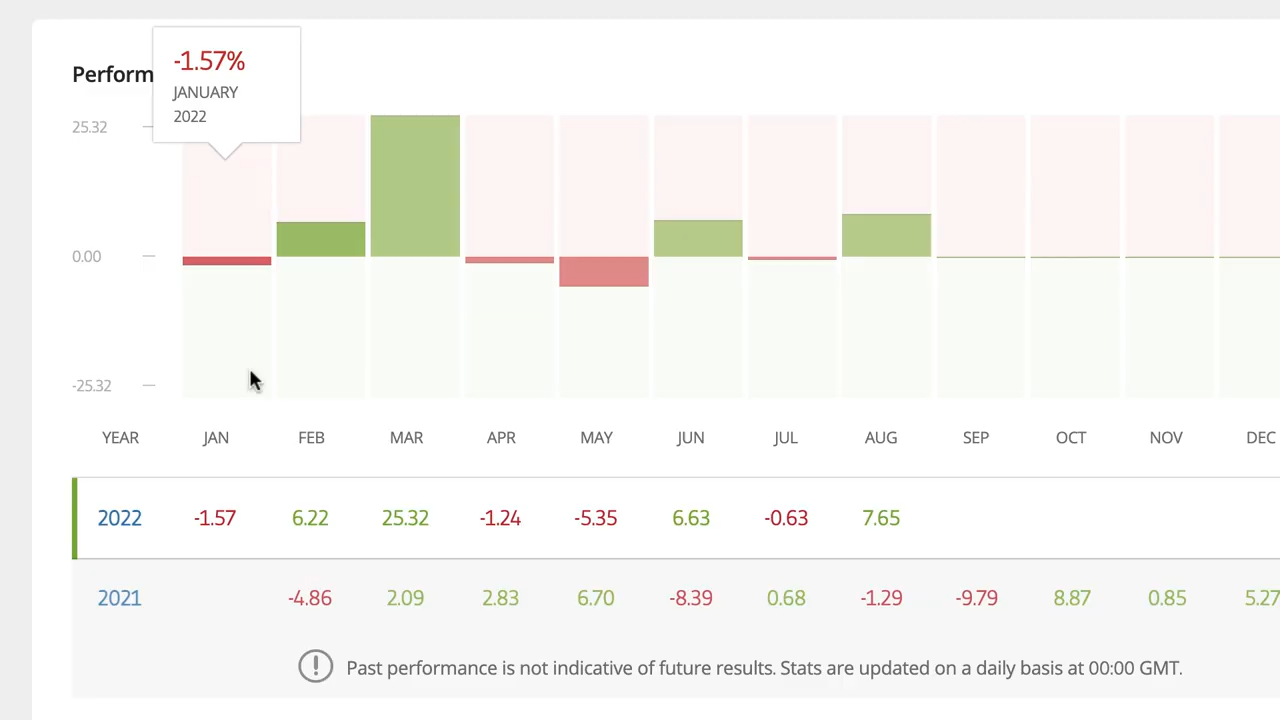 -1.57%
JANUARY
2022
Perform
25.32
0.00
-25.32
YEAR JAN FEB MAR APR MAY JUN JUL AUG SEP OCT NOV DEC
2022 -1.57 6.22 25.32 -1.24 -5.35 6.63 -0.63 7.65
2021 -4.86 2.09 2.83 6.70 -8.39 0.68 -1.29 -9.79 8.87 0.85 5.27
Past performance is not indicative of future results. Stats are updated on a daily basis at 00:00 GMT.